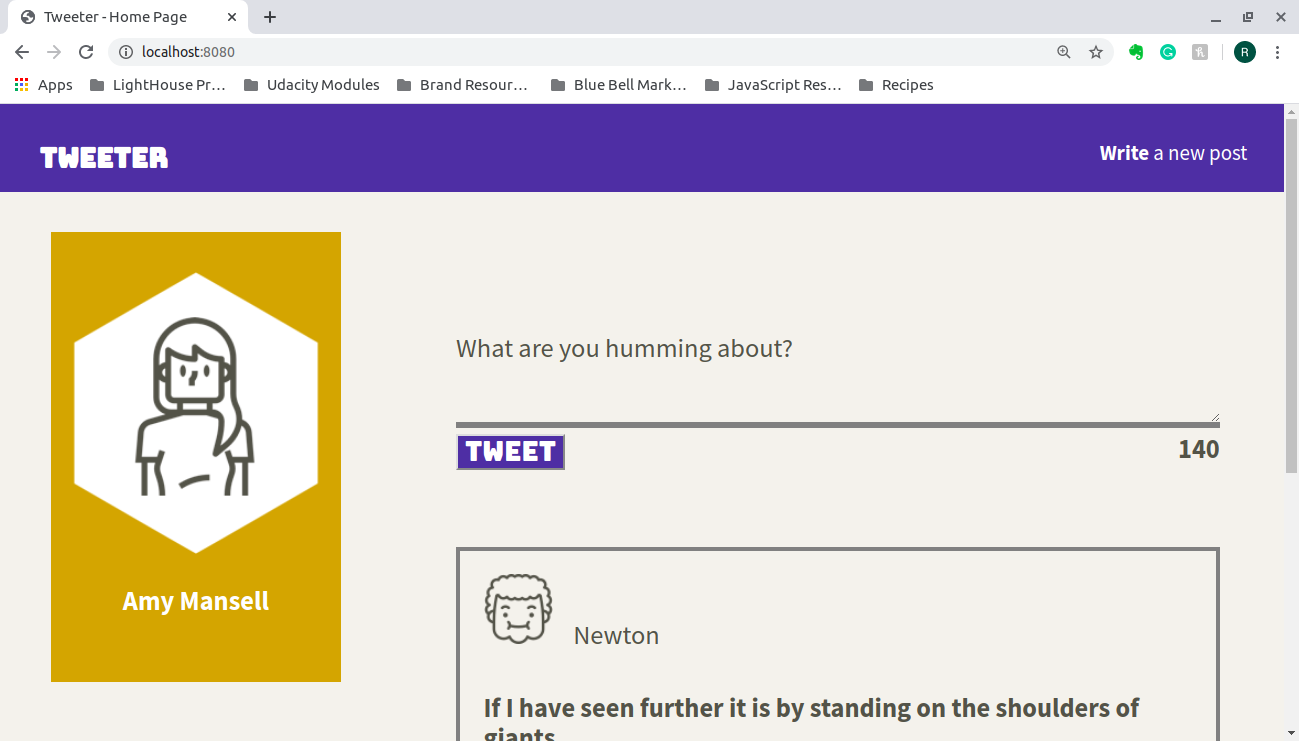 Tweeter - Home Page
localhost:8080
R
Apps LightHouse Pr... Udacity Modules Brand Resour... Blue Bell Mark... JavaScript Res... Recipes
TWEETER
Write a new post
What are you humming about?
TWEET 140
Amy Mansell
Newton
If I have seen further it is by standing on the shoulders of
giants